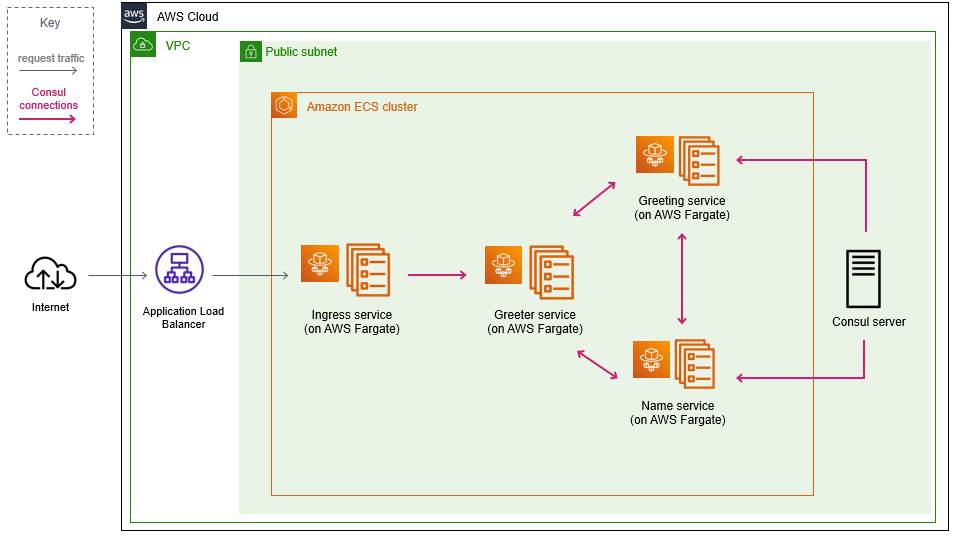 Key
request traffic
Consul
connections
aws
AWS Cloud
VPC
Public subnet
Amazon ECS cluster
Greeting service
(on AWS Fargate)
Internet
Application Load
Balancer
Ingress service
(on AWS Fargate)
Greeter service
(on AWS Fargate)
Consul server
Name service
(on AWS Fargate)